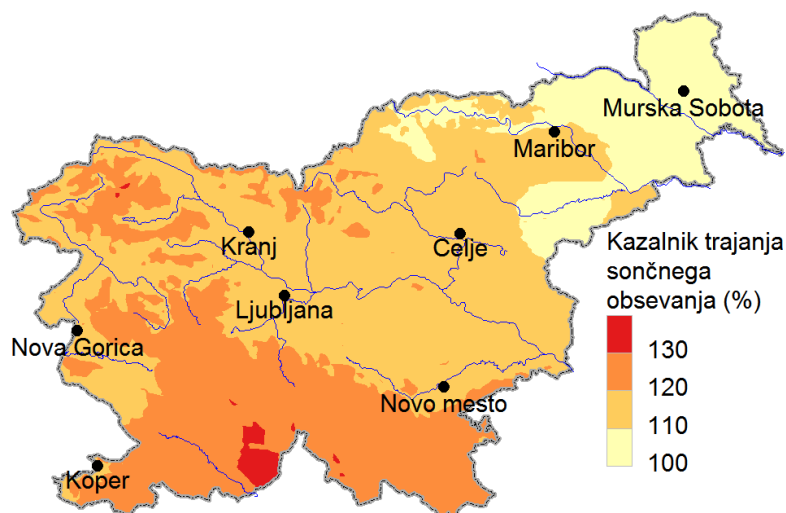 Murska Sobota
Maribor
Kranj
Celje
Kazalnik trajanja
sončnega
obsevanja (%)
Ljubljana
Nova Gorica
130
120
Novo mesto
110
Koper
100